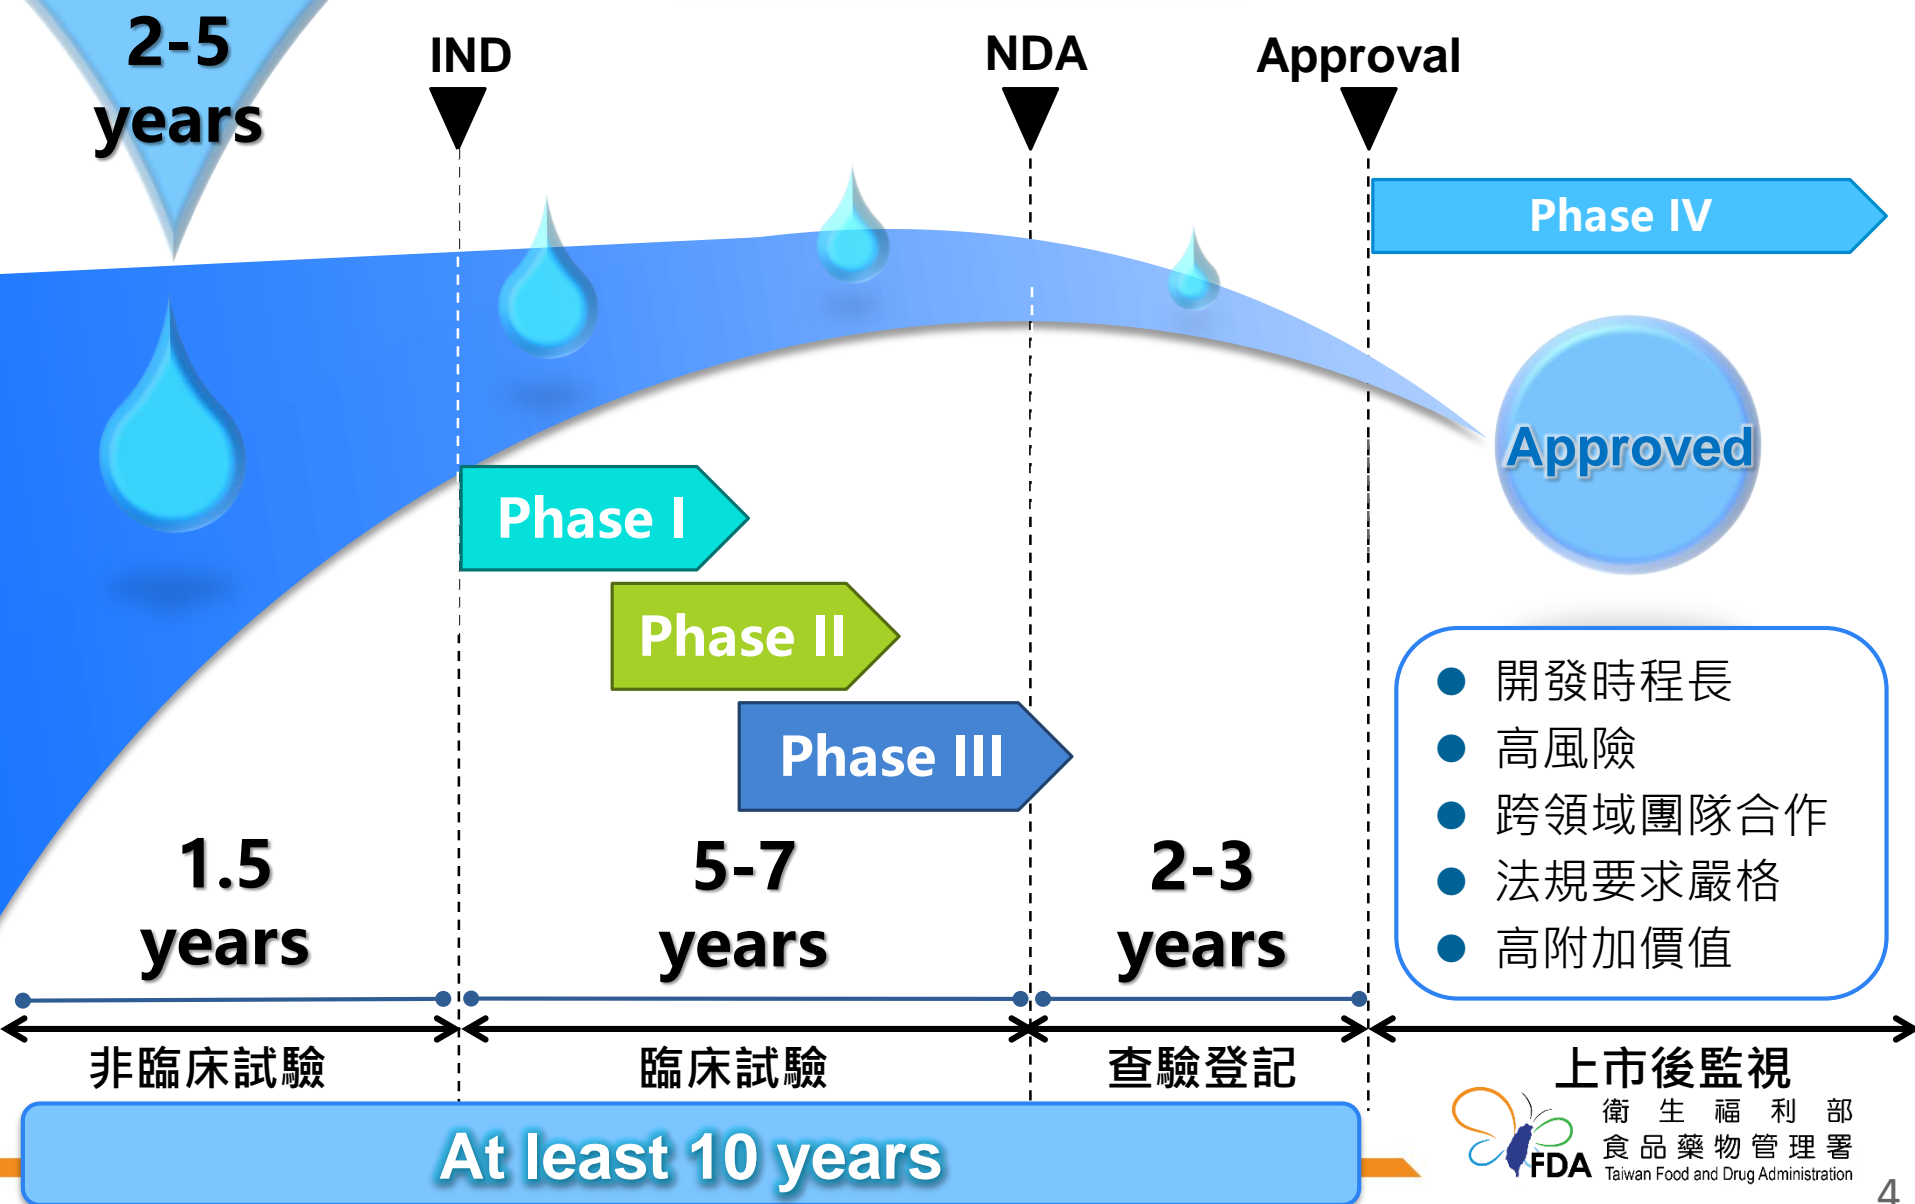 2-5
years
IND
NDA
Approval
Phase IV
Approved
Phase I
Phase II
Phase III
1.5
years
5-7
years
2-3
years
開發時程長
高風險
跨領域團隊合作
法規要求嚴格
高附加價值
非臨床試驗
臨床試驗
查驗登記
上市後監視
At least 10 years
衛生福利部
食品藥物管理署
FDA
Taiwan Food and Drug Administration
4